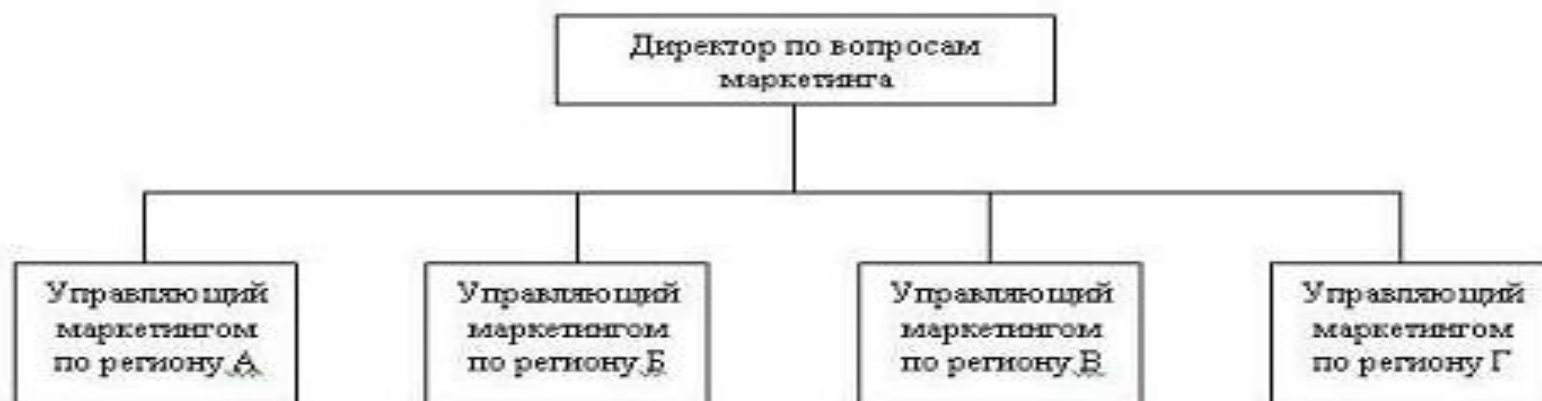 Директор по вопросам
маркетинга
Управляющий
маркетингом
по региону А
Управляющий
маркетингом
по региону Б
Управляющий
маркетингом
по региону В
Управляющий
маркетингом
по региону Г